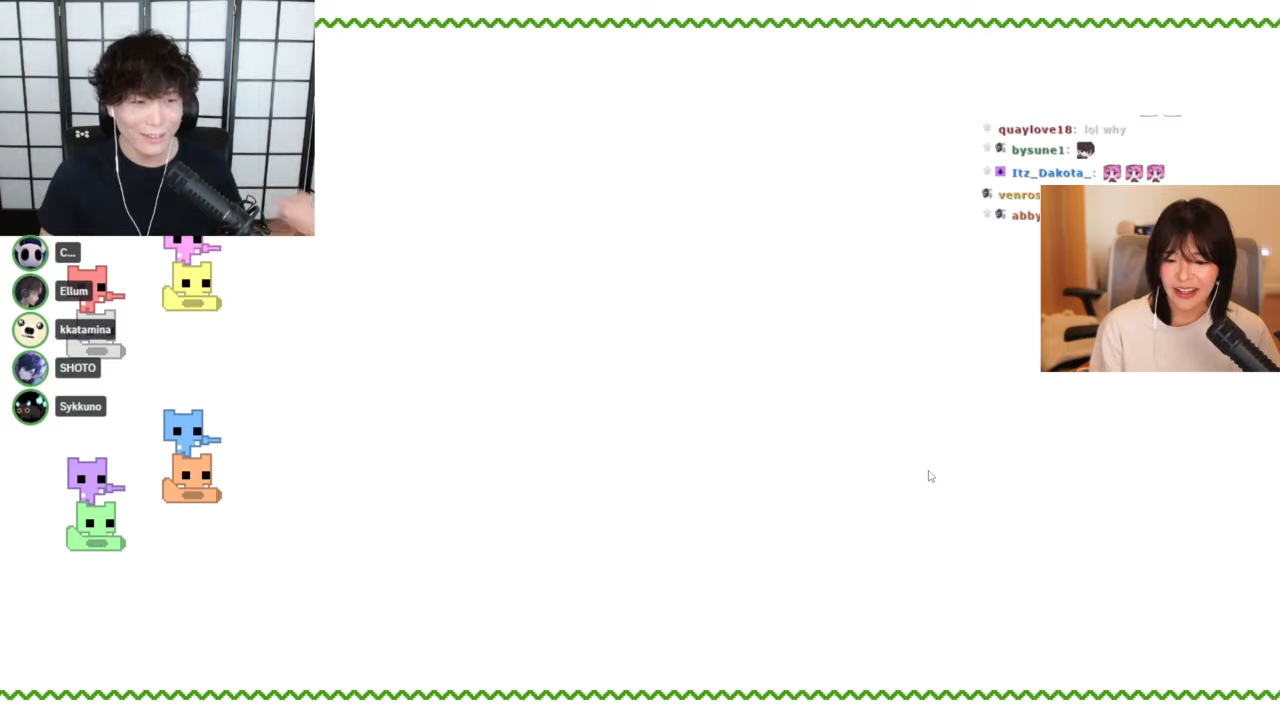 quaylove18: lol why
bysune1:
Itz_Dakota_:
venros
abby
C...
Ellum
kkatamina
SHOTO
Sykkuno